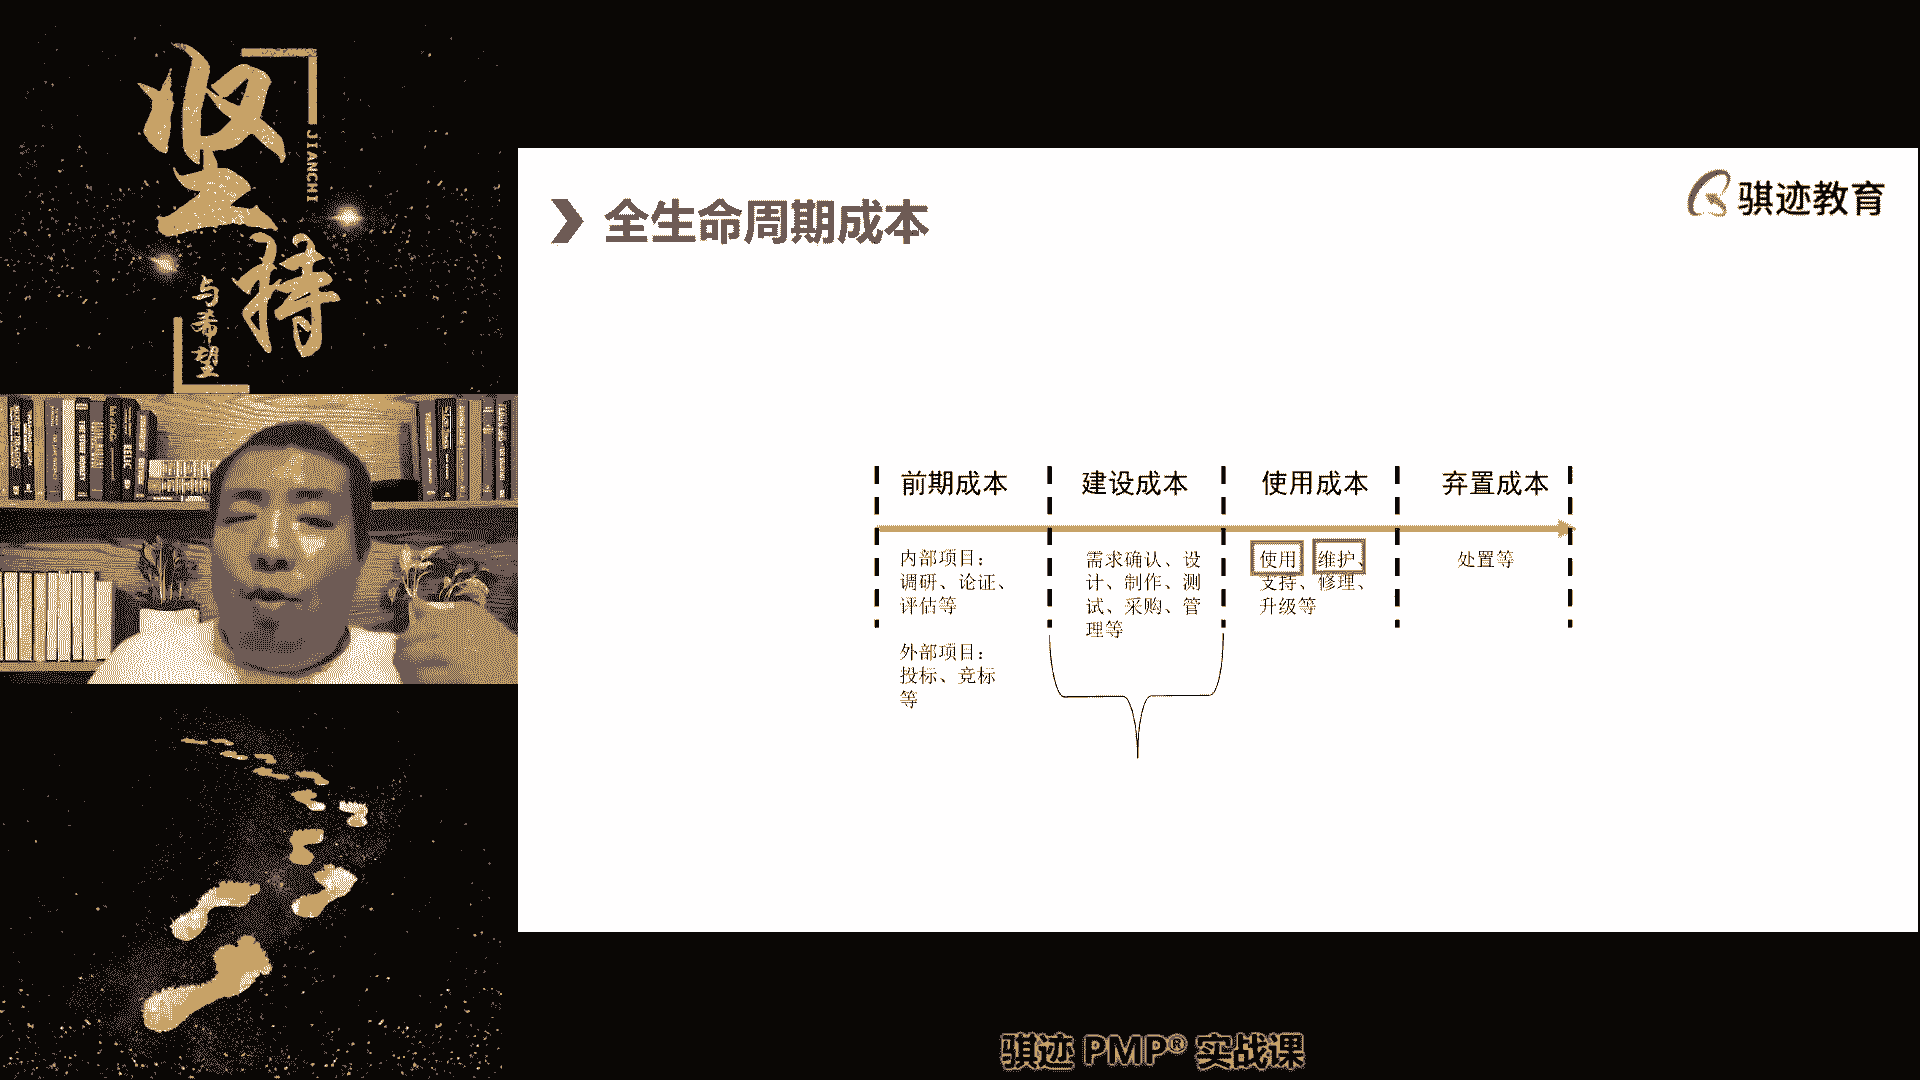 坚持
JIANCHI
与希望
全生命周期成本
骐迹教育
前期成本
建设成本
使用成本
弃置成本
内部项目：
调研、论证、
评估等
外部项目：
投标、竞标
等
需求确认、设
计、制作、测
试、采购、管
理等
使用、维护、
支持、修理、
升级等
处置等
骐迹 PMP® 实战课